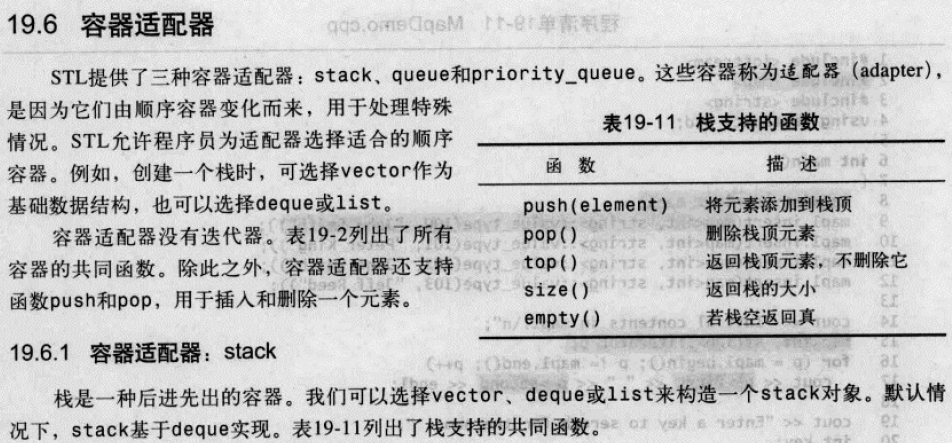 19.6 容器适配器
STL提供了三种容器适配器：stack、queue和priority_queue。这些容器称为适配器（adapter），
是因为它们由顺序容器变化而来，用于处理特殊
情况。STL允许程序员为适配器选择适合的顺序
容器。例如，创建一个栈时，可选择vector作为
基础数据结构，也可以选择deque或list。
容器适配器没有迭代器。表19-2列出了所有
容器的共同函数。除此之外，容器适配器还支持
函数push和pop，用于插入和删除一个元素。
表19-11 栈支持的函数
函 数 描 述
push(element) 将元素添加到栈顶
pop() 删除栈顶元素
top() 返回栈顶元素，不删除它
size() 返回栈的大小
empty() 若栈空返回真
19.6.1 容器适配器：stack
栈是一种后进先出的容器。我们可以选择vector、deque或list来构造一个stack对象。默认情
况下，stack基于deque实现。表19-11列出了栈支持的共同函数。